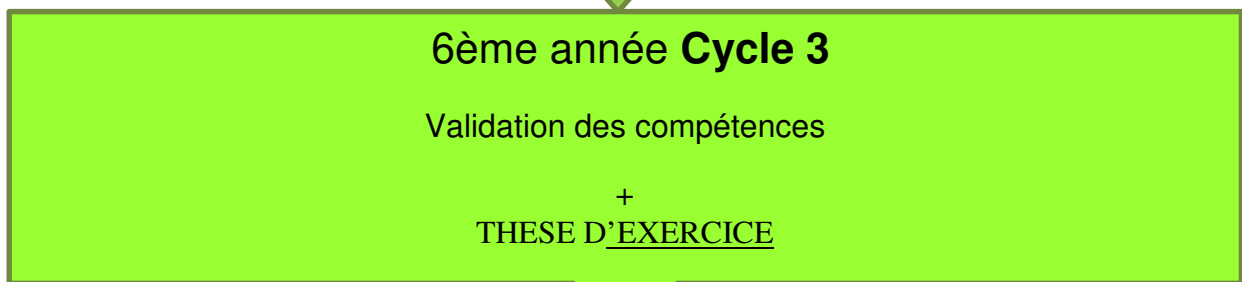 6ème année Cycle 3
Validation des compétences
+
THESE D'EXERCICE